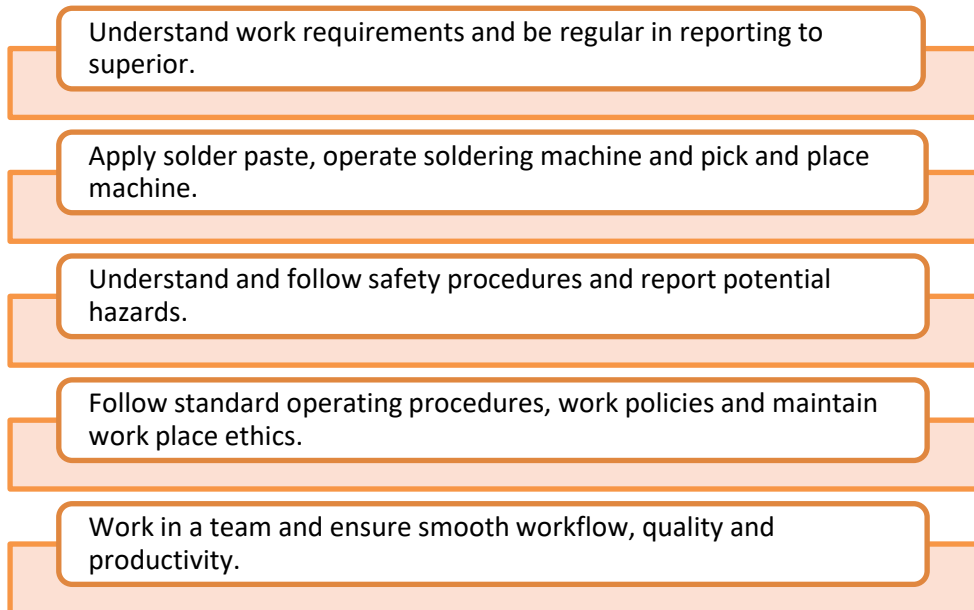 Understand work requirements and be regular in reporting to
superior.
Apply solder paste, operate soldering machine and pick and place
machine.
Understand and follow safety procedures and report potential
hazards.
Follow standard operating procedures, work policies and maintain
work place ethics.
Work in a team and ensure smooth workflow, quality and
productivity.